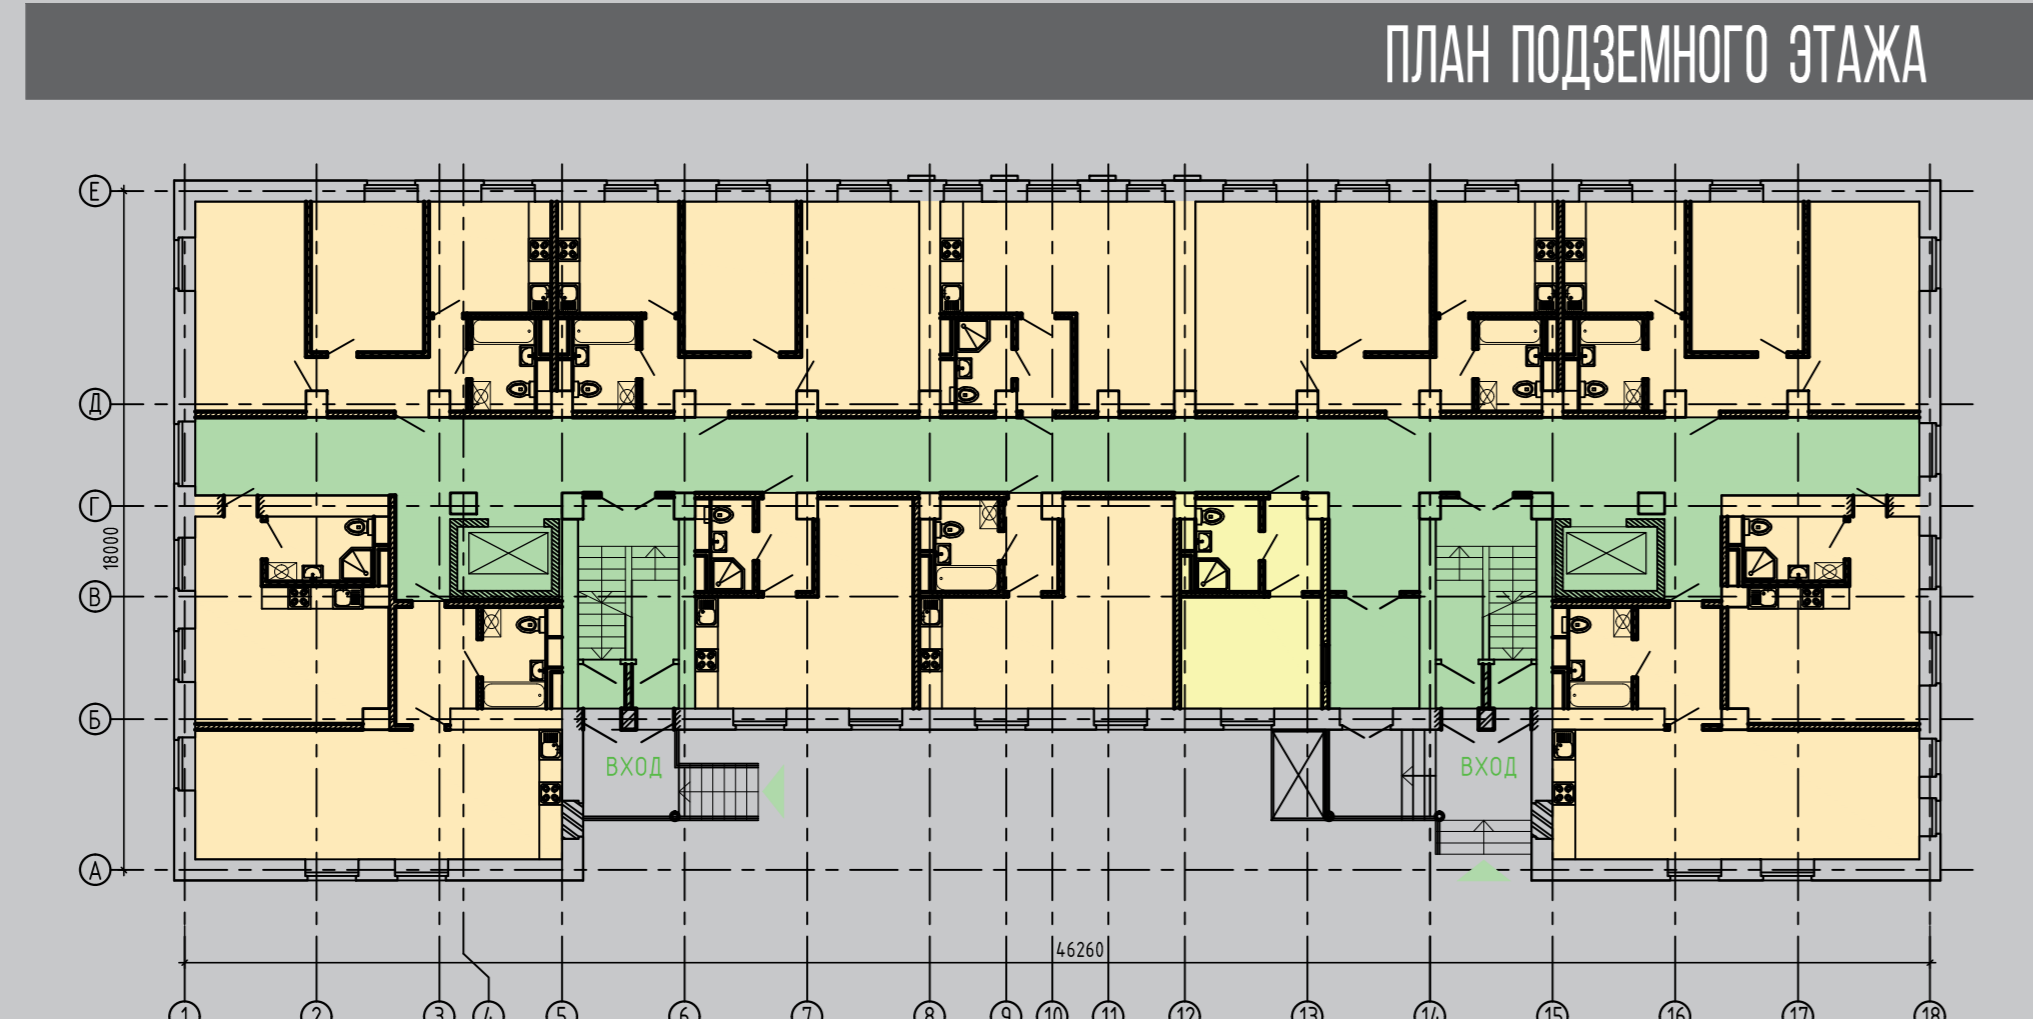 ПЛАН ПОДЗЕМНОГО ЭТАЖА
Е
Д
Г
18000
В
Б
ВХОД ВХОД
А
46260
1 2 3 4 5 6 7 8 9 10 11 12 13 14 15 16 17 18